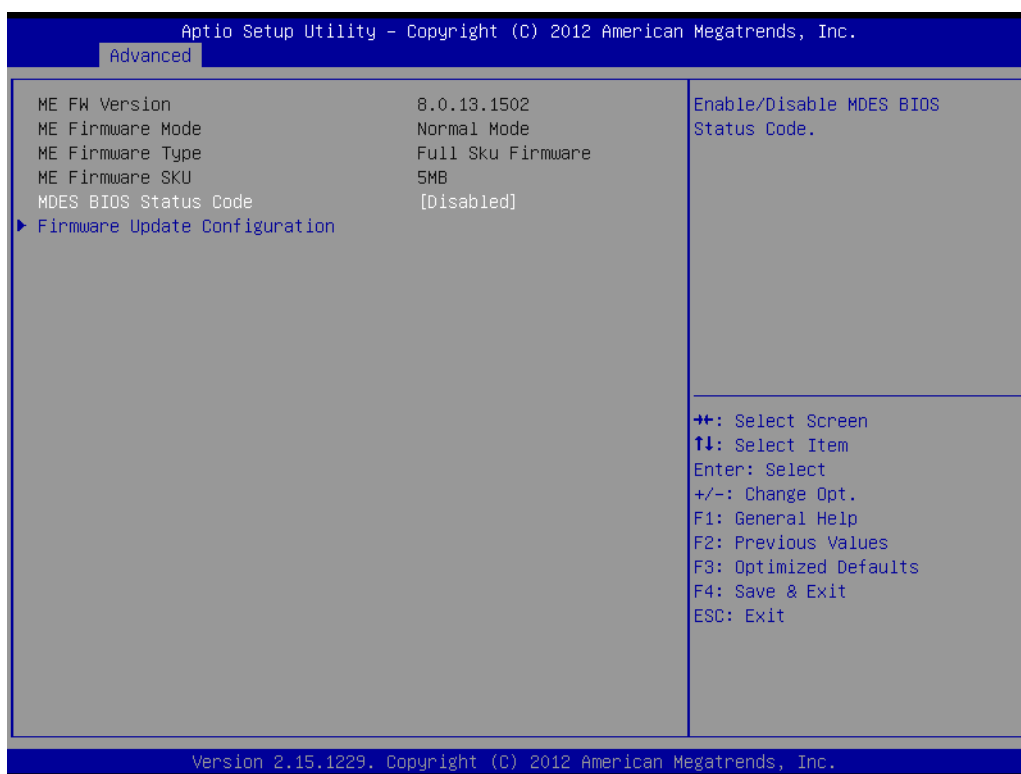 Aptio Setup Utility – Copyright (C) 2012 American Megatrends, Inc.
Advanced
ME FW Version 8.0.13.1502
ME Firmware Mode Normal Mode
ME Firmware Type Full Sku Firmware
ME Firmware SKU 5MB
MDES BIOS Status Code [Disabled]
Firmware Update Configuration
Enable/Disable MDES BIOS
Status Code.
→←: Select Screen
↑↓: Select Item
Enter: Select
+/-: Change Opt.
F1: General Help
F2: Previous Values
F3: Optimized Defaults
F4: Save & Exit
ESC: Exit
Version 2.15.1229. Copyright (C) 2012 American Megatrends, Inc.